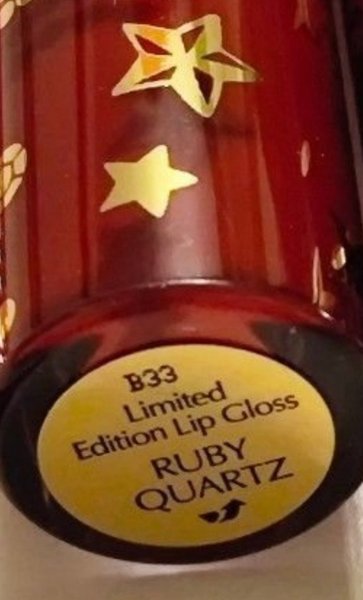 B33
Limited
Edition Lip Gloss
RUBY
QUARTZ